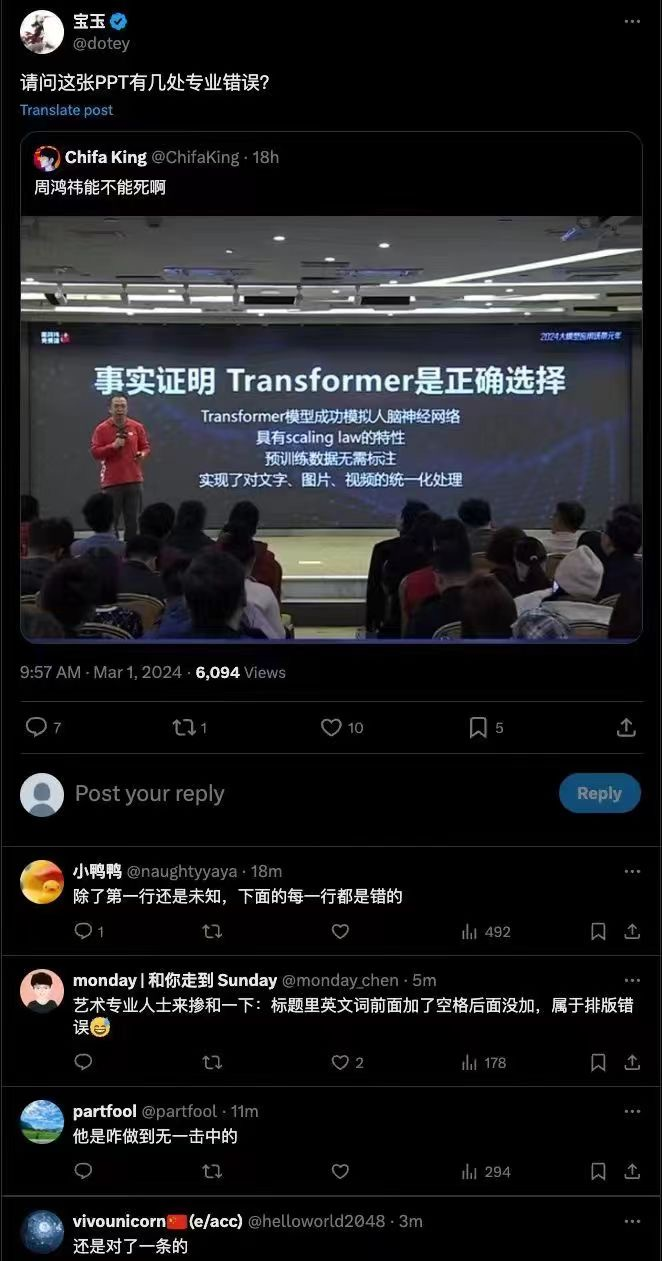 宝玉
@dotey
请问这张PPT有几处专业错误？
Translate post
Chifa King @ChifaKing · 18h
周鸿祎能不能死啊
2024大模型应用场景元年
事实证明 Transformer是正确选择
Transformer模型成功模拟人脑神经网络
具有scaling law的特性
预训练数据无需标注
实现了对文字、图片、视频的统一化处理
9:57 AM · Mar 1, 2024 · 6,094 Views
7 1 10 5
Post your reply
Reply
小鸭鸭 @naughtyyaya · 18m
除了第一行还是未知，下面的每一行都是错的
1 492
monday | 和你走到 Sunday @monday_chen · 5m
艺术专业人士来掺和一下：标题里英文词前面加了空格后面没加，属于排版错
误😅
2 178
partfool @partfool · 11m
他是咋做到无一击中的
294
vivounicorn🇨🇳(e/acc) @helloworld2048 · 3m
还是对了一条的